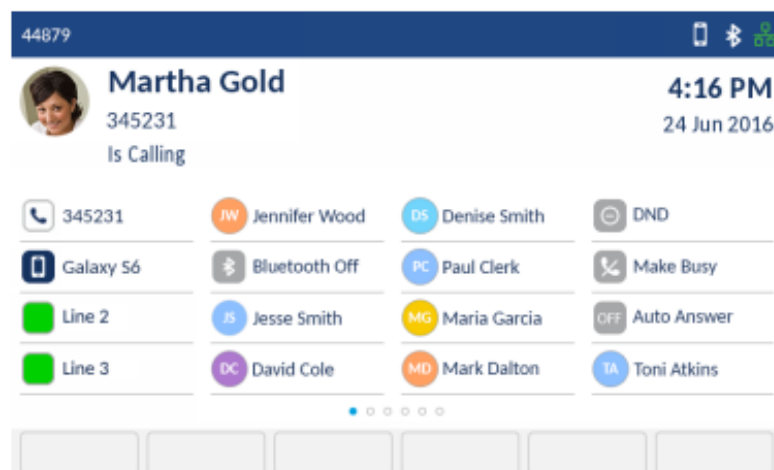 44879
Martha Gold
345231
Is Calling
4:16 PM
24 Jun 2016
345231
JW Jennifer Wood
DS Denise Smith
DND
Galaxy S6
Bluetooth Off
PC Paul Clerk
Make Busy
Line 2
JS Jesse Smith
MG Maria Garcia
OFF Auto Answer
Line 3
DC David Cole
MD Mark Dalton
TA Toni Atkins